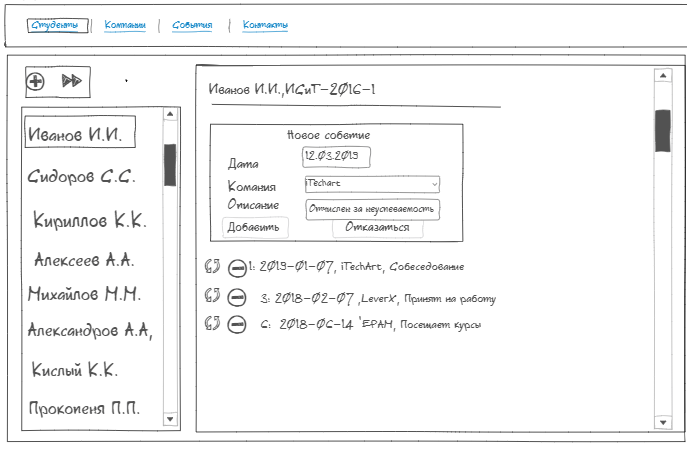 Студенты | Компании | События | Контакты
Иванов И.И.
Сидоров С.С.
Кириллов К.К.
Алексеев А.А.
Михайлов М.М.
Александров А.А,
Кислый К.К.
Прокопеня П.П.
Иванов И.И.,ИСиТ-2016-1
Новое событие
Дата 12.03.2019
Комания iTechart
Описание Отчислен за неуспеваемость
Добавить Отказаться
1: 2019-01-07, iTechArt, Собеседование
3: 2018-02-07 ,LeverX, Принят на работу
6: 2018-06-14 'EPAM, Посещает курсы